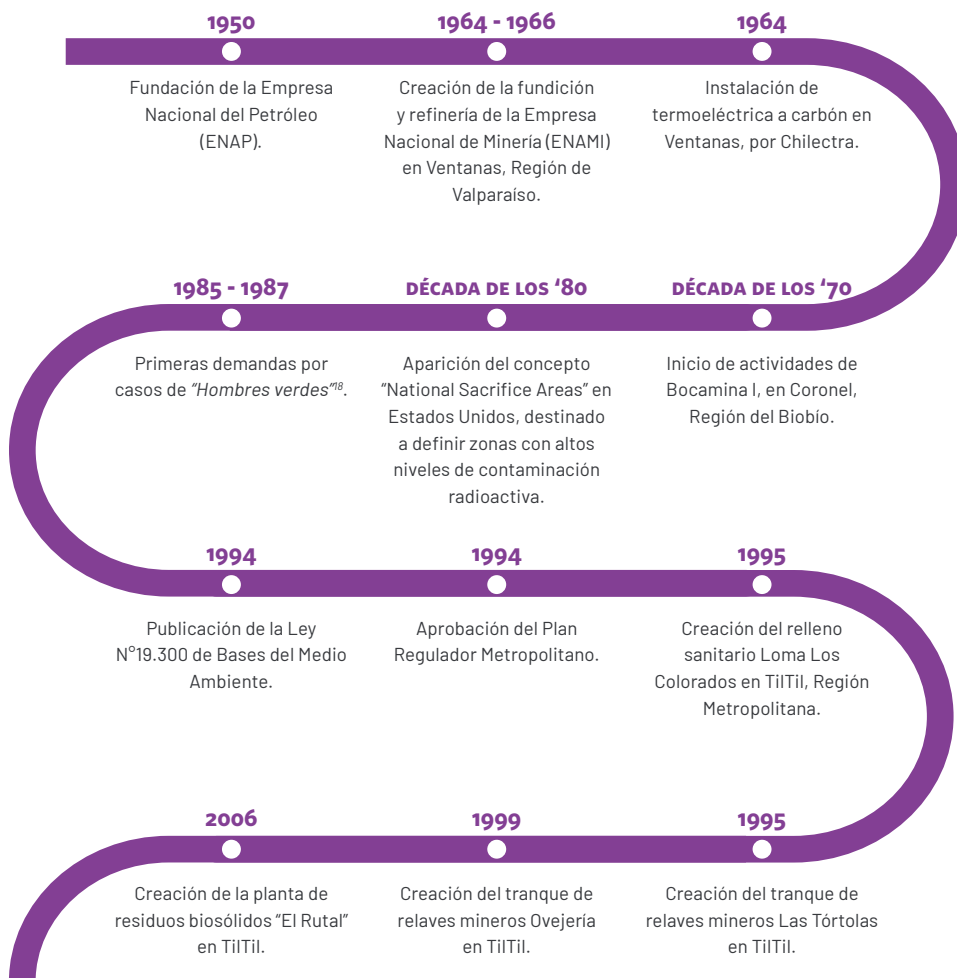 1950
Fundación de la Empresa
Nacional del Petróleo
(ENAP).
1964 - 1966
Creación de la fundición
y refinería de la Empresa
Nacional de Minería (ENAMI)
en Ventanas, Región de
Valparaíso.
1964
Instalación de
termoeléctrica a carbón en
Ventanas, por Chilectra.
DÉCADA DE LOS ‘70
Inicio de actividades de
Bocamina I, en Coronel,
Región del Biobío.
DÉCADA DE LOS ‘80
Aparición del concepto
“National Sacrifice Areas” en
Estados Unidos, destinado
a definir zonas con altos
niveles de contaminación
radioactiva.
1985 - 1987
Primeras demandas por
casos de “Hombres verdes”18.
1994
Publicación de la Ley
N°19.300 de Bases del Medio
Ambiente.
1994
Aprobación del Plan
Regulador Metropolitano.
1995
Creación del relleno
sanitario Loma Los
Colorados en TilTil, Región
Metropolitana.
1995
Creación del tranque de
relaves mineros Las Tórtolas
en TilTil.
1999
Creación del tranque de
relaves mineros Ovejería
en TilTil.
2006
Creación de la planta de
residuos biosólidos “El Rutal”
en TilTil.